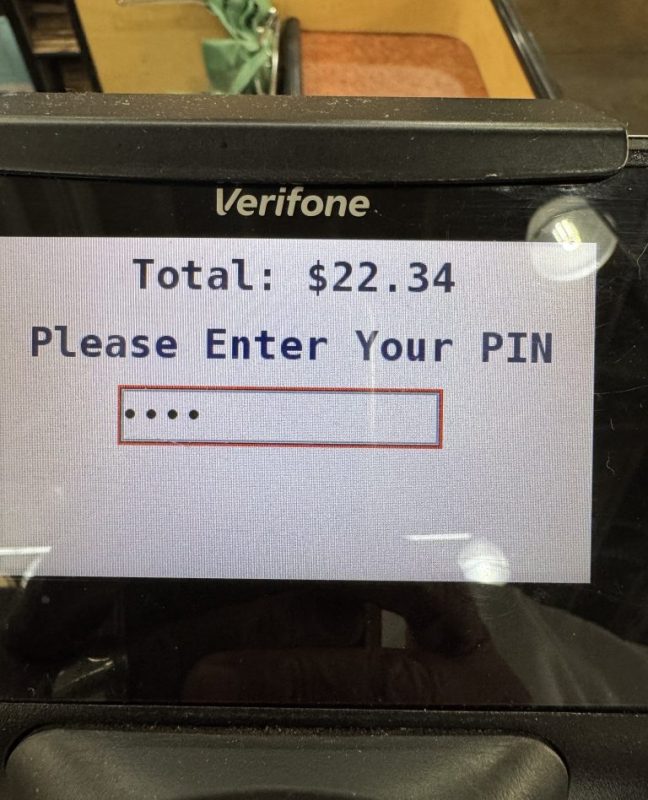 Verifone
Total: $22.34
Please Enter Your PIN
••••